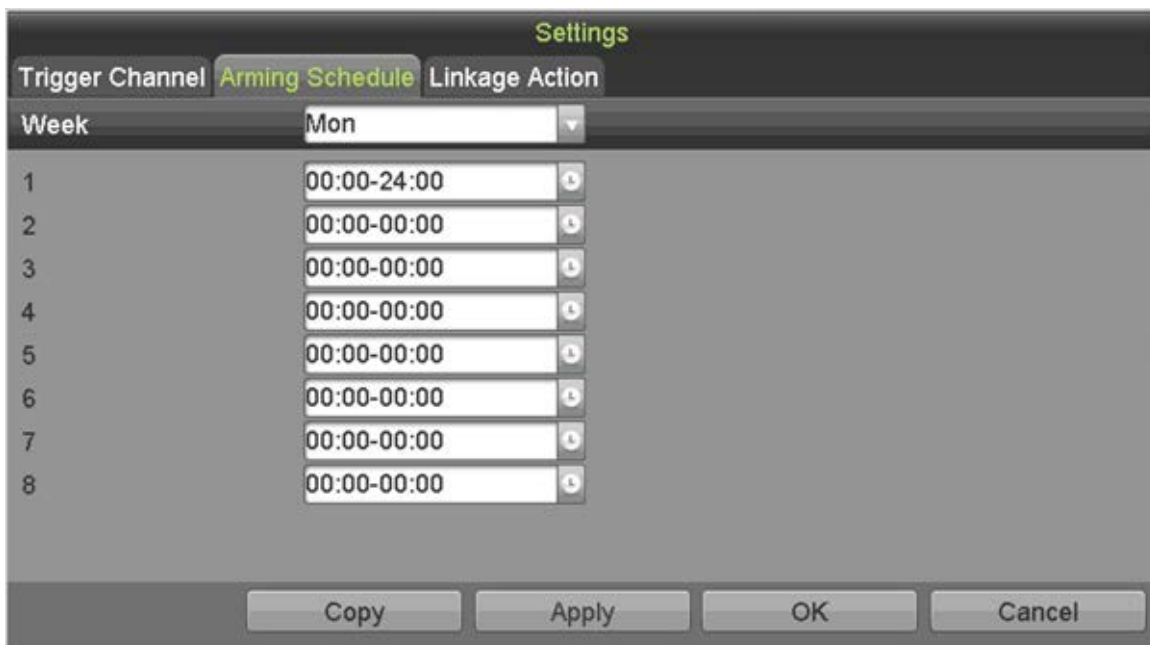 Settings
Trigger Channel Arming Schedule Linkage Action
Week Mon
1 00:00-24:00
2 00:00-00:00
3 00:00-00:00
4 00:00-00:00
5 00:00-00:00
6 00:00-00:00
7 00:00-00:00
8 00:00-00:00
Copy Apply OK Cancel